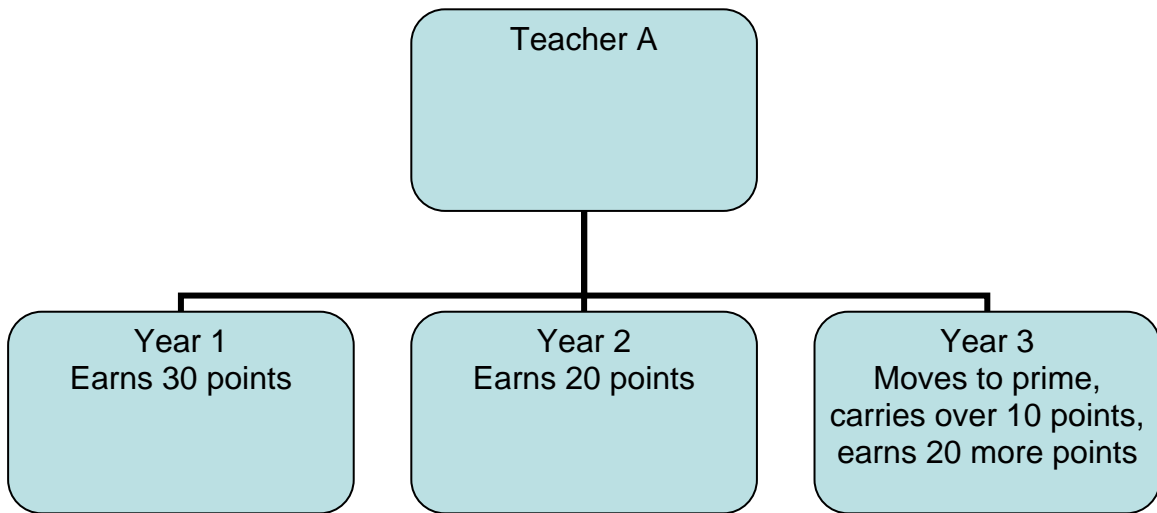 Teacher A
Year 1
Earns 30 points
Year 2
Earns 20 points
Year 3
Moves to prime,
carries over 10 points,
earns 20 more points